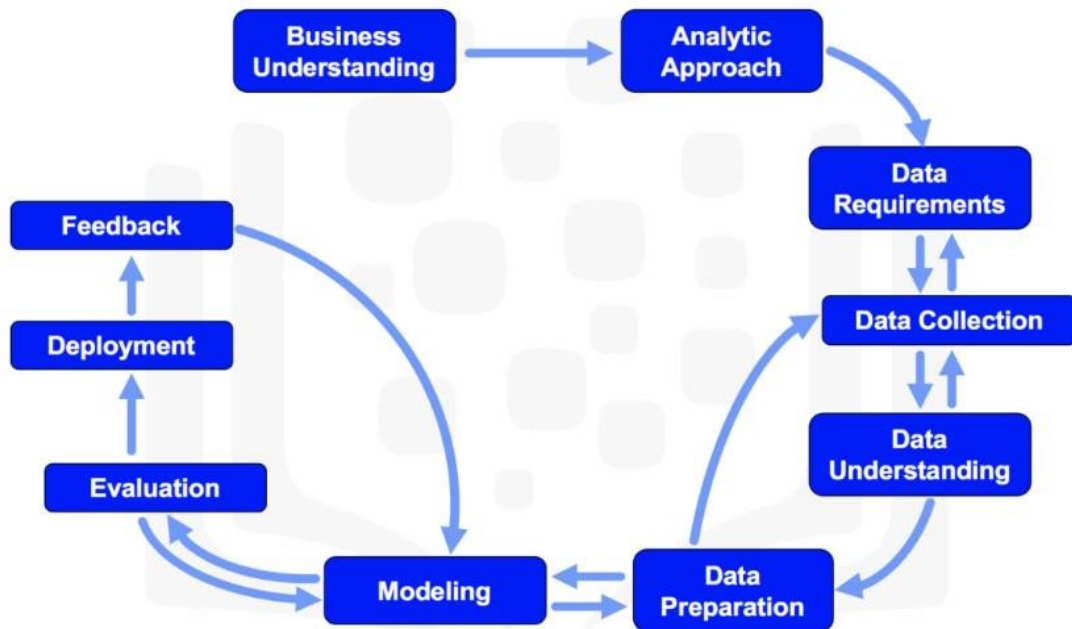 Business
Understanding
Analytic
Approach
Data
Requirements
Feedback
Data Collection
Deployment
Data
Understanding
Evaluation
Modeling
Data
Preparation